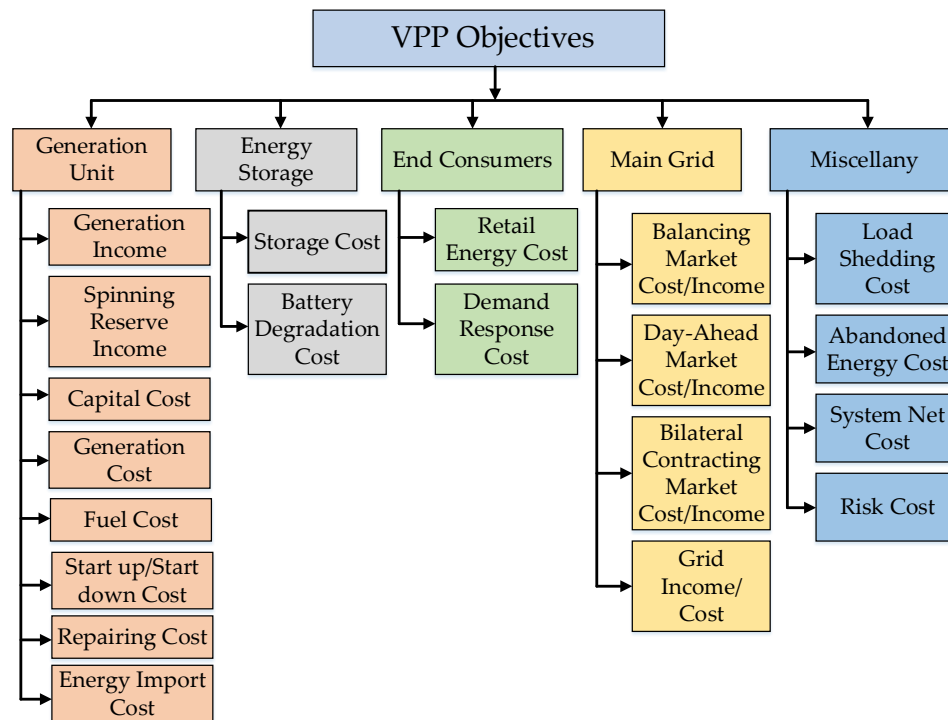 VPP Objectives
Generation
Unit
Energy
Storage
End Consumers
Main Grid
Miscellany
Generation
Income
Spinning
Reserve
Income
Capital Cost
Generation
Cost
Fuel Cost
Start up/Start
down Cost
Repairing Cost
Energy Import
Cost
Storage Cost
Battery
Degradation
Cost
Retail
Energy Cost
Demand
Response
Cost
Balancing
Market
Cost/Income
Day-Ahead
Market
Cost/Income
Bilateral
Contracting
Market
Cost/Income
Grid
Income/
Cost
Load
Shedding
Cost
Abandoned
Energy Cost
System Net
Cost
Risk Cost